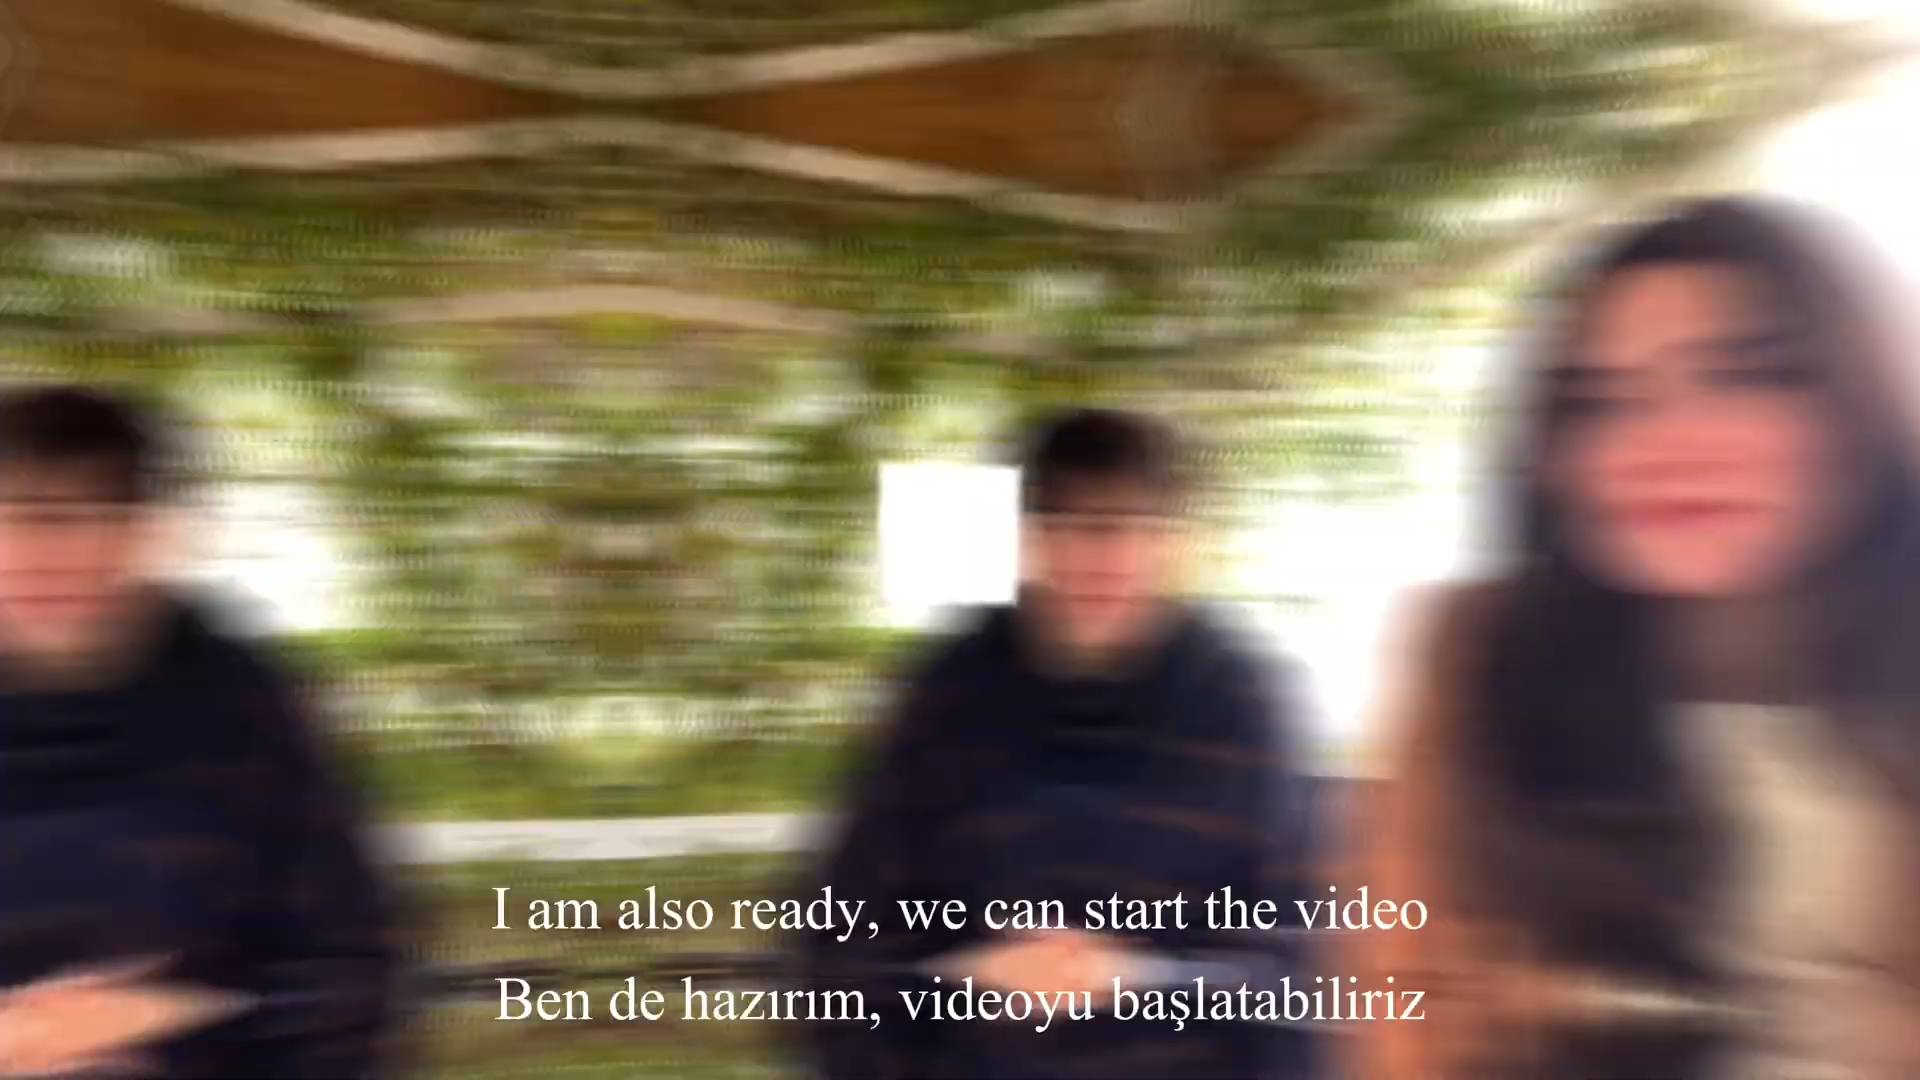 I am also ready, we can start the video
Ben de hazırım, videoyu başlatabiliriz